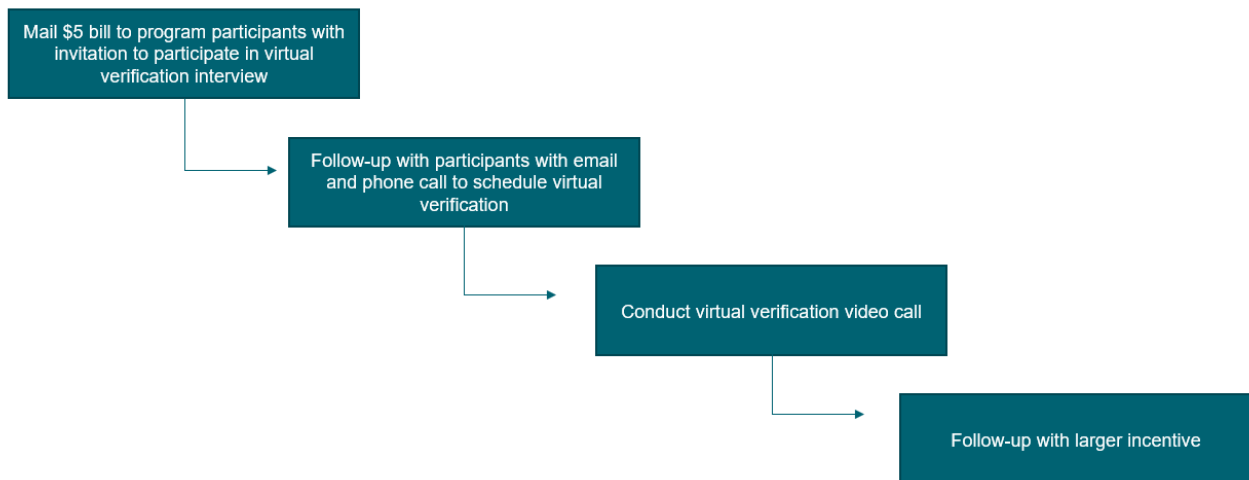 Mail $5 bill to program participants with
invitation to participate in virtual
verification interview
Follow-up with participants with email
and phone call to schedule virtual
verification
Conduct virtual verification video call
Follow-up with larger incentive